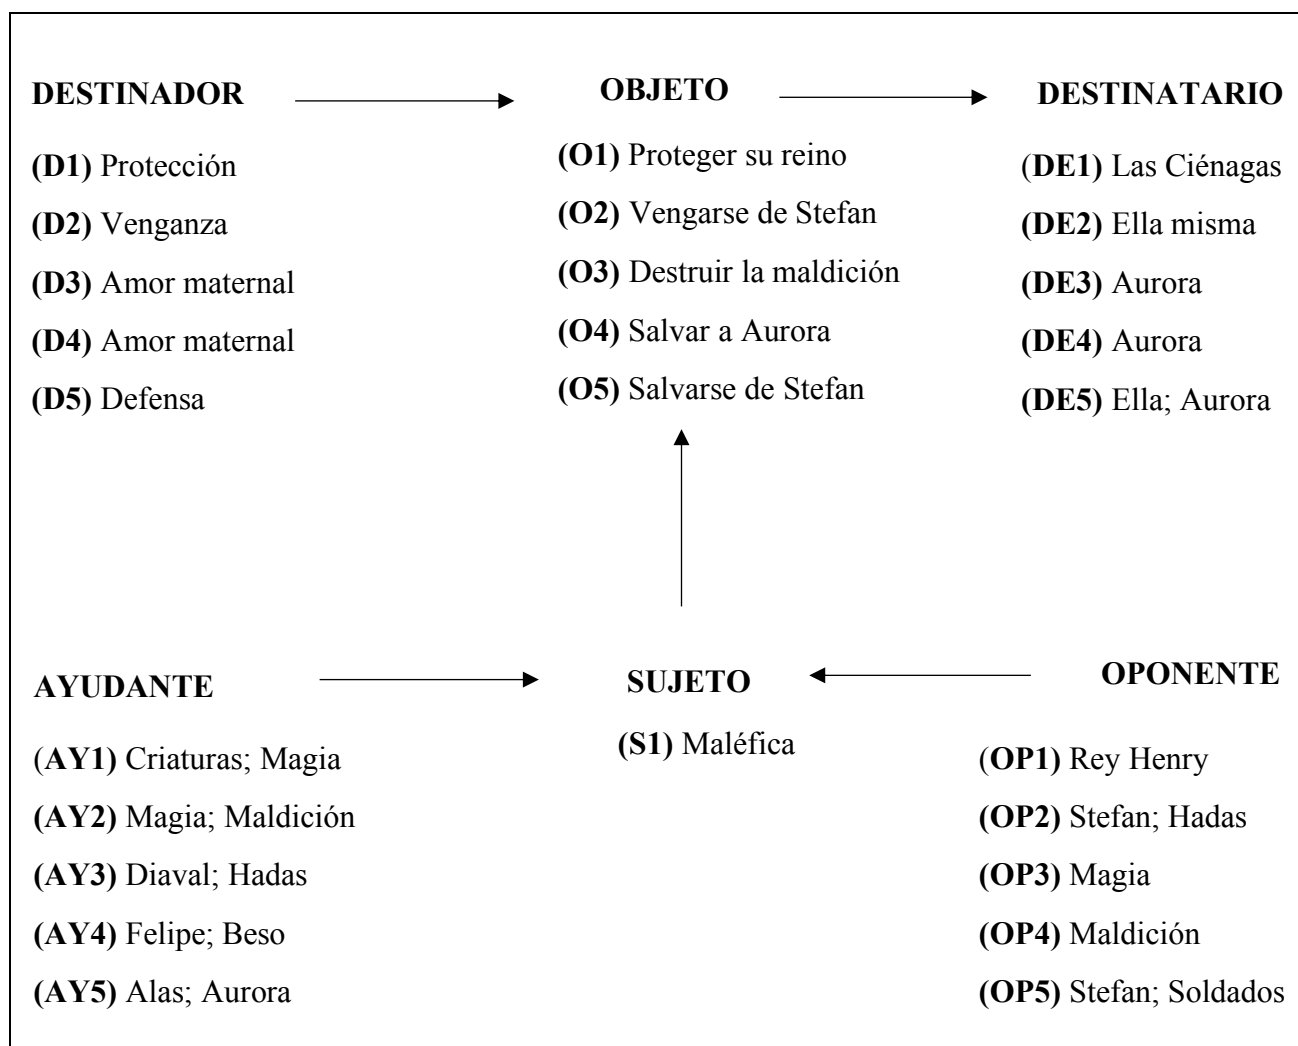 DESTINADOR
(D1) Protección
(D2) Venganza
(D3) Amor maternal
(D4) Amor maternal
(D5) Defensa
OBJETO
(O1) Proteger su reino
(O2) Vengarse de Stefan
(O3) Destruir la maldición
(O4) Salvar a Aurora
(O5) Salvarse de Stefan
DESTINATARIO
(DE1) Las Ciénagas
(DE2) Ella misma
(DE3) Aurora
(DE4) Aurora
(DE5) Ella; Aurora
AYUDANTE
(AY1) Criaturas; Magia
(AY2) Magia; Maldición
(AY3) Diaval; Hadas
(AY4) Felipe; Beso
(AY5) Alas; Aurora
SUJETO
(S1) Maléfica
OPONENTE
(OP1) Rey Henry
(OP2) Stefan; Hadas
(OP3) Magia
(OP4) Maldición
(OP5) Stefan; Soldados